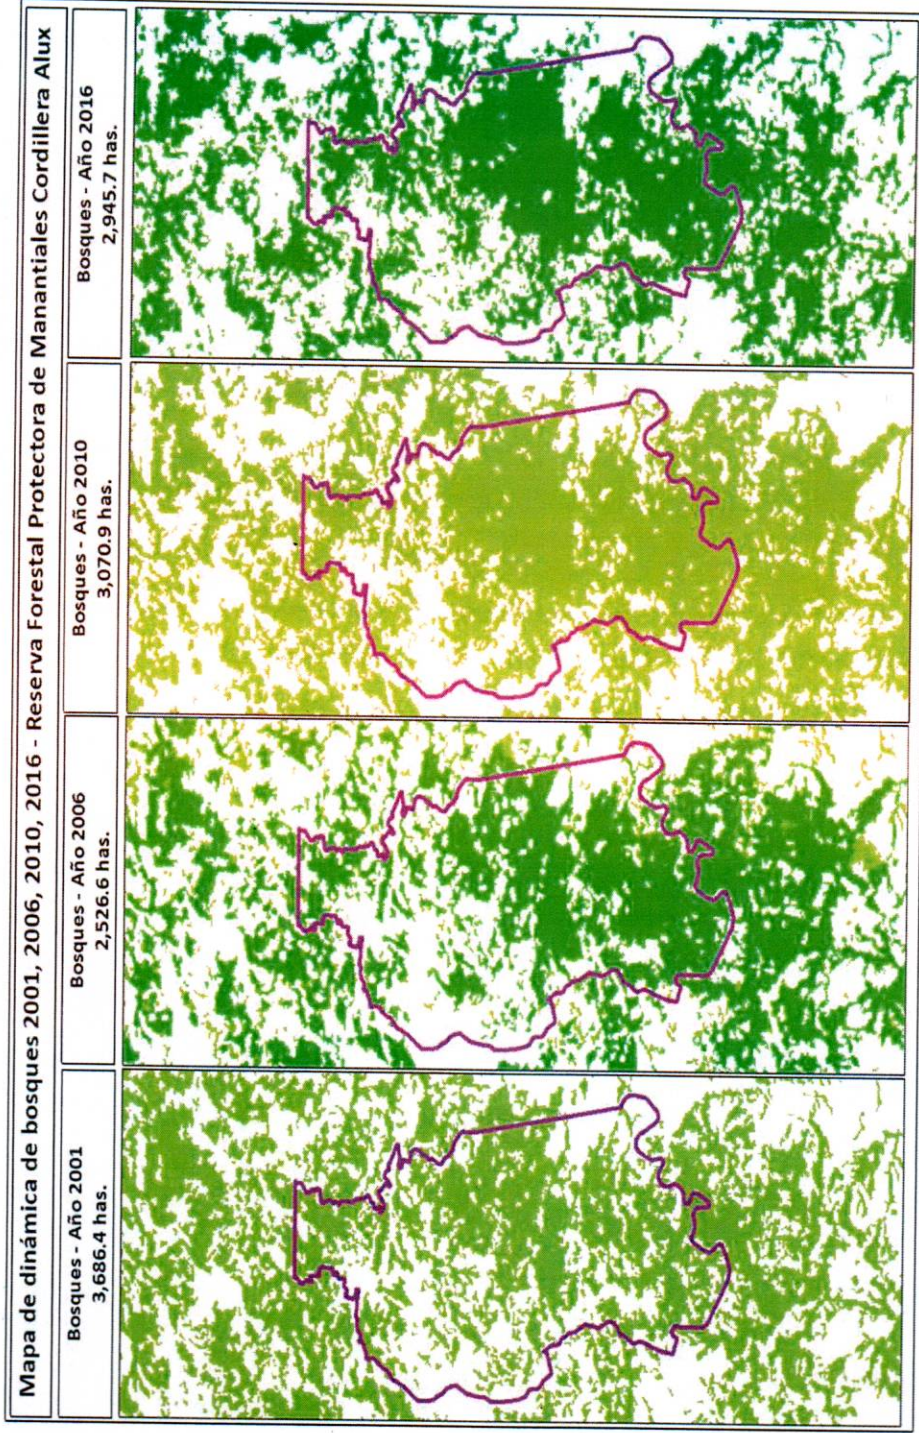 Mapa de dinámica de bosques 2001, 2006, 2010, 2016 - Reserva Forestal Protectora de Manantiales Cordillera Alux
Bosques - Año 2001
3,686.4 has.
Bosques - Año 2006
2,526.6 has.
Bosques - Año 2010
3,070.9 has.
Bosques - Año 2016
2,945.7 has.